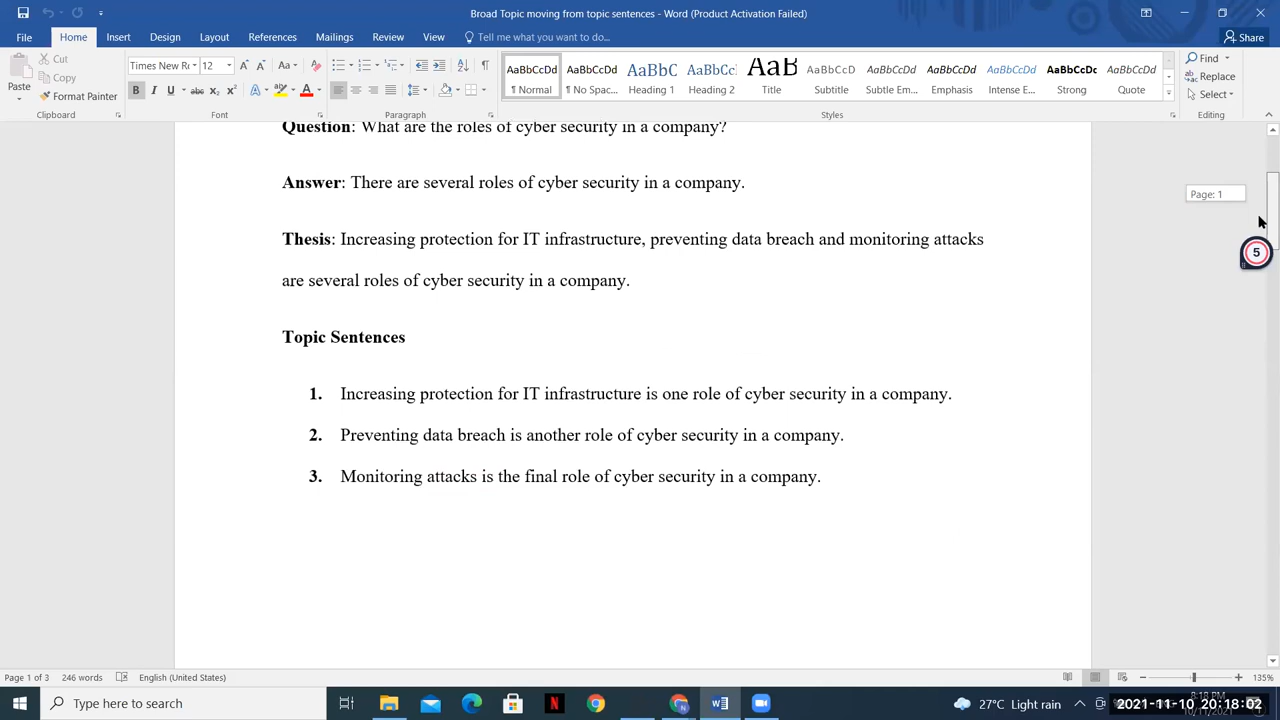 Broad Topic moving from topic sentences - Word (Product Activation Failed)
File Home Insert Design Layout References Mailings Review View Tell me what you want to do... Share
Cut
Copy
Paste
Format Painter
Times New Ro 12
Clipboard Font Paragraph Styles Editing
AaBbCcDd AaBbCcDd AaBbC AaBbCc AaB AaBbCcD AaBbCcDd AaBbCcDd AaBbCcDd AaBbCcDc AaBbCcDd
¶ Normal ¶ No Spac... Heading 1 Heading 2 Title Subtitle Subtle Em... Emphasis Intense E... Strong Quote
Find
Replace
Select
Question: What are the roles of cyber security in a company?
Answer: There are several roles of cyber security in a company.
Page: 1
Thesis: Increasing protection for IT infrastructure, preventing data breach and monitoring attacks
5
are several roles of cyber security in a company.
Topic Sentences
1. Increasing protection for IT infrastructure is one role of cyber security in a company.
2. Preventing data breach is another role of cyber security in a company.
3. Monitoring attacks is the final role of cyber security in a company.
Page 1 of 3 246 words English (United States) 135%
Type here to search
27°C Light rain
2021-11-10 20:18:02